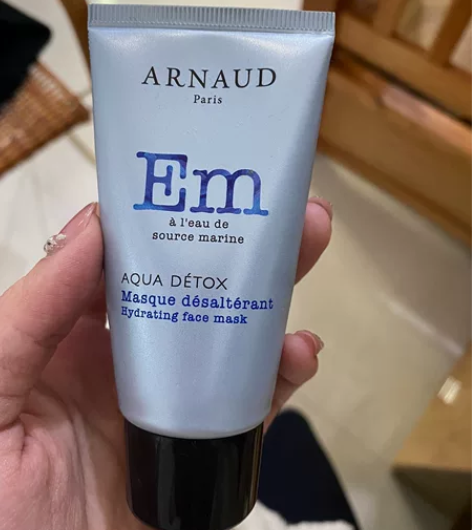 ARNAUD
Paris
Em
à l'eau de
source marine
AQUA DÉTOX
Masque désaltérant
Hydrating face mask